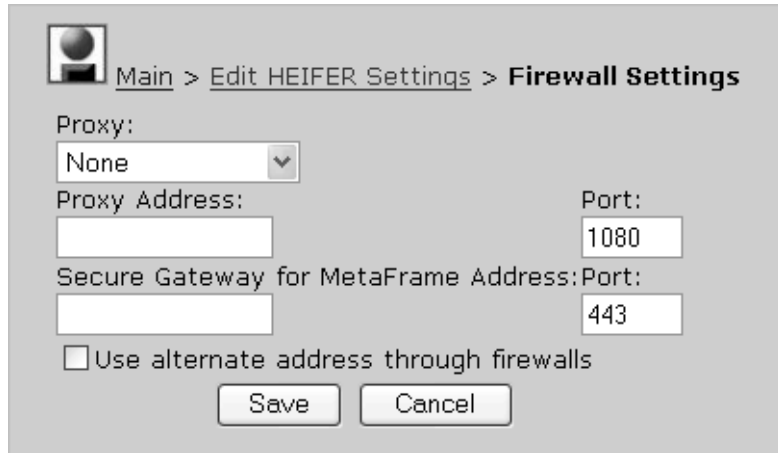 Main > Edit HEIFER Settings > Firewall Settings
Proxy:
None
Proxy Address: Port:
1080
Secure Gateway for MetaFrame Address: Port:
443
Use alternate address through firewalls
Save Cancel